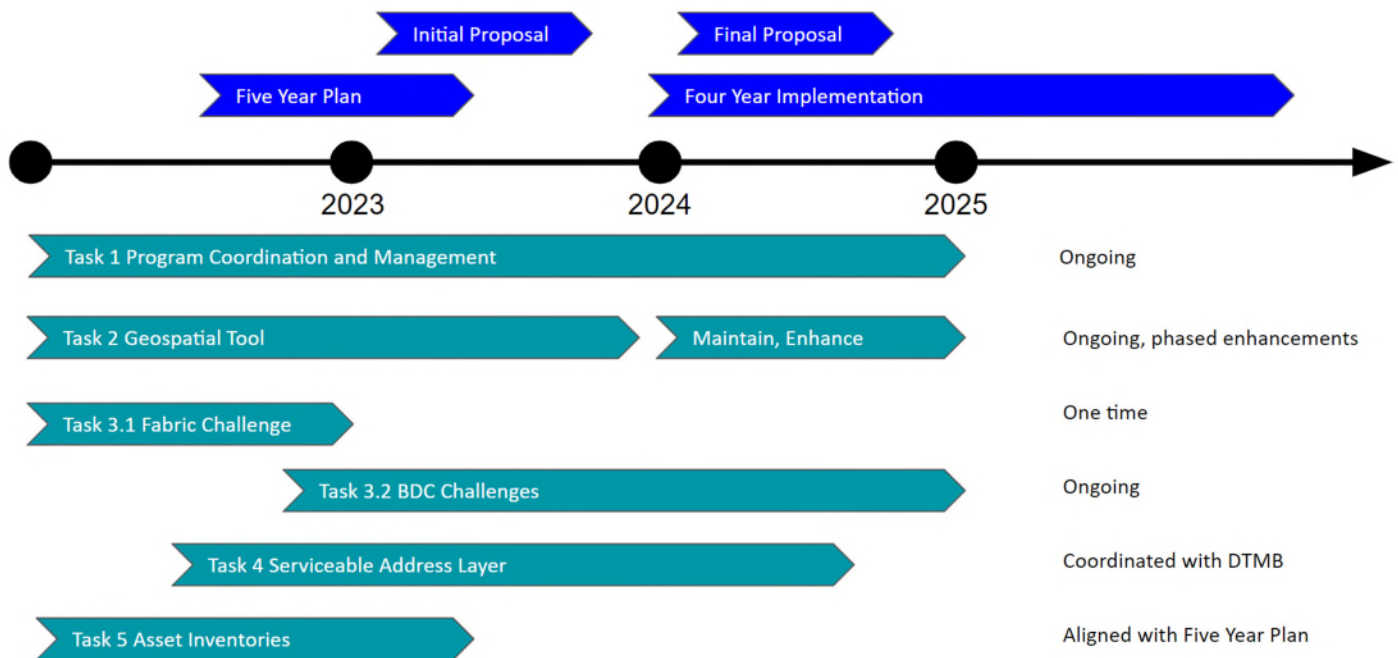 Initial Proposal
Final Proposal
Five Year Plan
Four Year Implementation
2023
2024
2025
Task 1 Program Coordination and Management
Ongoing
Task 2 Geospatial Tool
Maintain, Enhance
Ongoing, phased enhancements
Task 3.1 Fabric Challenge
One time
Task 3.2 BDC Challenges
Ongoing
Task 4 Serviceable Address Layer
Coordinated with DTMB
Task 5 Asset Inventories
Aligned with Five Year Plan